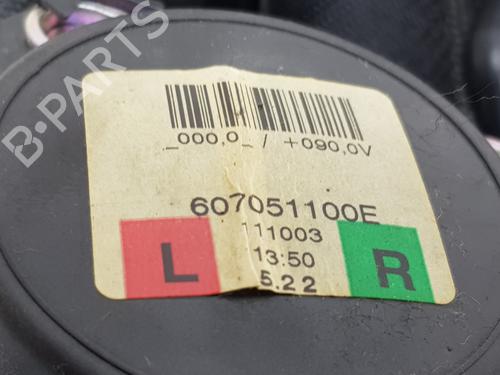 B-PARTS
_000,0_ / +090,0V
607051100E
111003
L
13:50
R
5.22